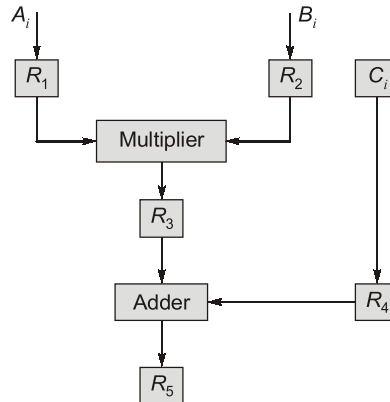 A_i B_i
R_1 R_2 C_i
Multiplier
R_3
Adder R_4
R_5